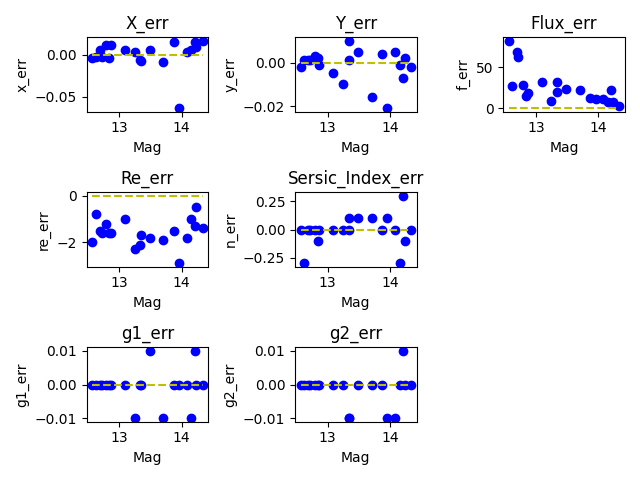 X_err
Y_err
Flux_err
0.00
−0.05
x_err
13
14
Mag
0.00
−0.02
y_err
13
14
Mag
50
0
f_err
13
14
Mag
Re_err
Sersic_Index_err
0
−2
re_err
13
14
Mag
0.25
0.00
−0.25
n_err
13
14
Mag
g1_err
g2_err
0.01
0.00
−0.01
g1_err
13
14
Mag
0.01
0.00
−0.01
g2_err
13
14
Mag